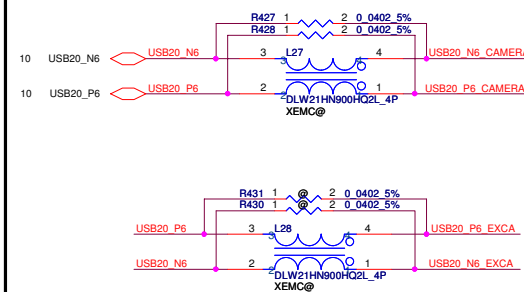 R427 1 2 0_0402_5%
R428 1 2 0_0402_5%
10 USB20_N6 USB20_N6 3 L27 4 USB20_N6_CAMERA
10 USB20_P6 USB20_P6 2 1 USB20_P6_CAMERA
DLW21HN900HQ2L_4P
XEMC@
R431 1 @ 2 0_0402_5%
R430 1 @ 2 0_0402_5%
USB20_P6 3 L28 4 USB20_P6_EXCA
USB20_N6 2 1 USB20_N6_EXCA
DLW21HN900HQ2L_4P
XEMC@